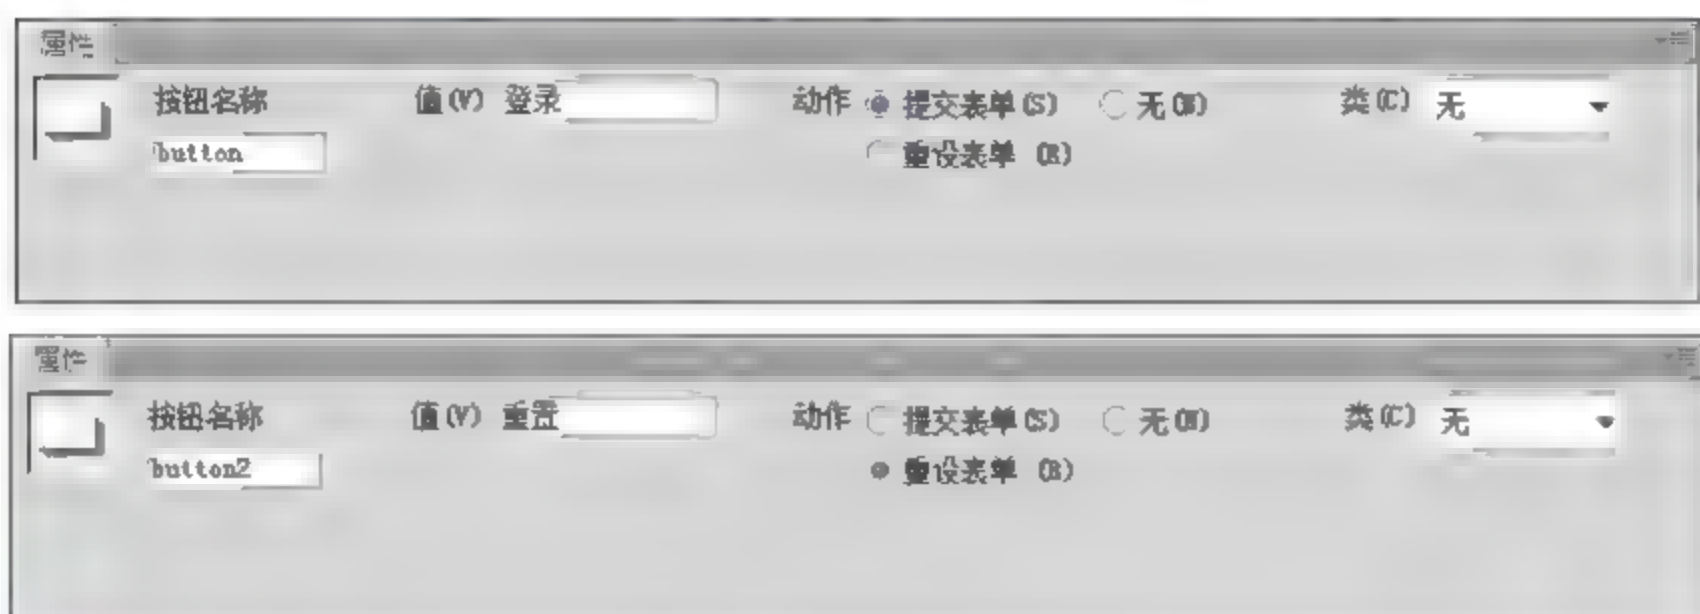 属性
按钮名称 值(V) 登录 动作 提交表单(S) 无(N) 类(C) 无
button 重设表单 (R)
属性
按钮名称 值(V) 重置 动作 提交表单(S) 无(N) 类(C) 无
button2 重设表单 (R)